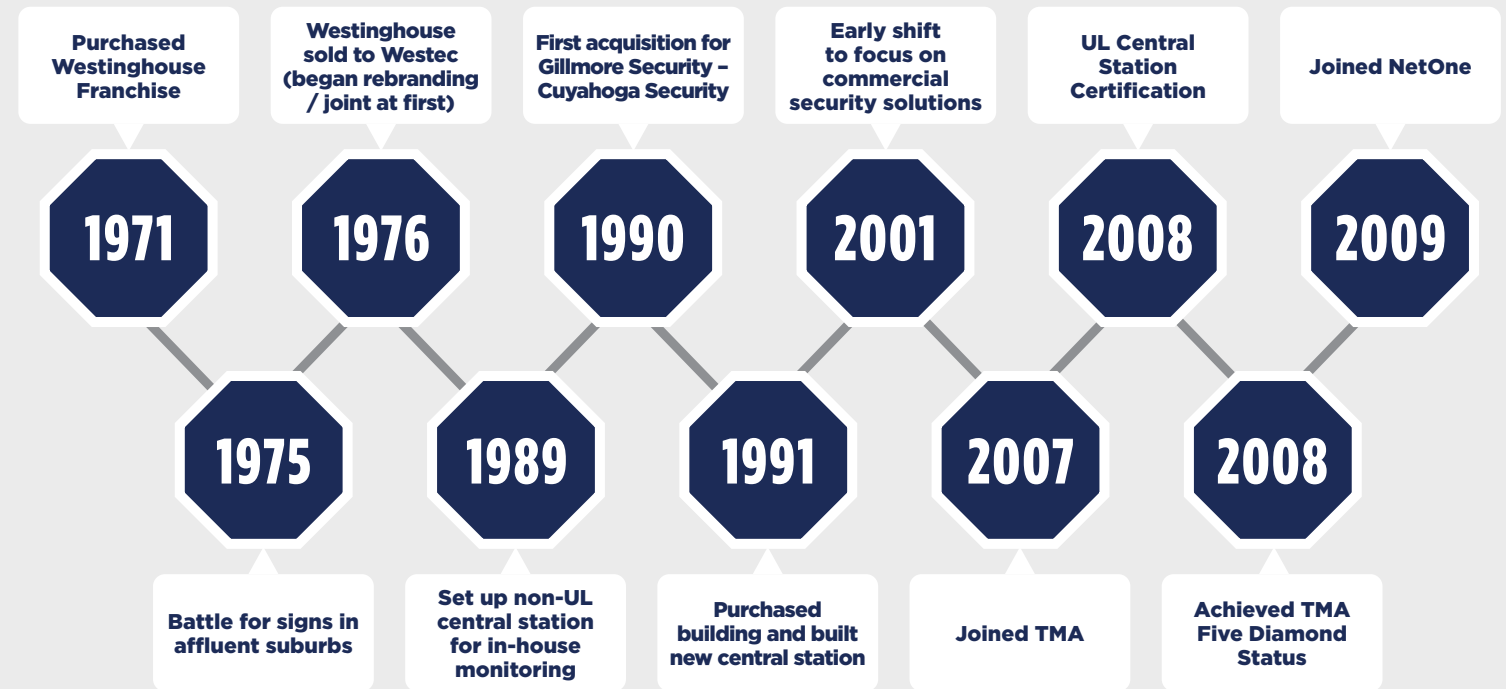 Purchased
Westinghouse
Franchise
1971
1975
Battle for signs in
affluent suburbs
Westinghouse
sold to Westec
(began rebranding
/ joint at first)
1976
1989
Set up non-UL
central station
for in-house
monitoring
First acquisition for
Gillmore Security –
Cuyahoga Security
1990
1991
Purchased
building and built
new central station
Early shift
to focus on
commercial
security solutions
2001
2007
Joined TMA
UL Central
Station
Certification
2008
2008
Achieved TMA
Five Diamond
Status
Joined NetOne
2009